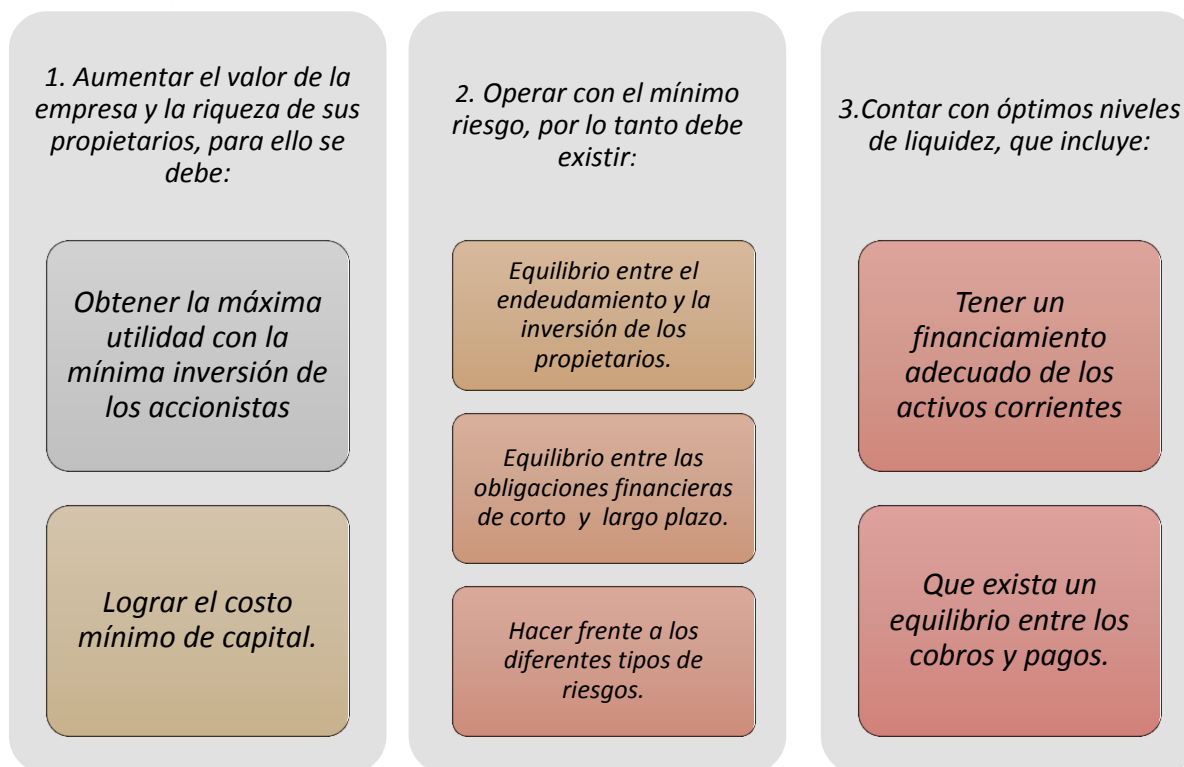 1. Aumentar el valor de la
empresa y la riqueza de sus
propietarios, para ello se
debe:
Obtener la máxima
utilidad con la
mínima inversión de
los accionistas
Lograr el costo
mínimo de capital.
2. Operar con el mínimo
riesgo, por lo tanto debe
existir:
Equilibrio entre el
endeudamiento y la
inversión de los
propietarios.
Equilibrio entre las
obligaciones financieras
de corto  y  largo plazo.
Hacer frente a los
diferentes tipos de
riesgos.
3.Contar con óptimos niveles
de liquidez, que incluye:
Tener un
financiamiento
adecuado de los
activos corrientes
Que exista un
equilibrio entre los
cobros y pagos.